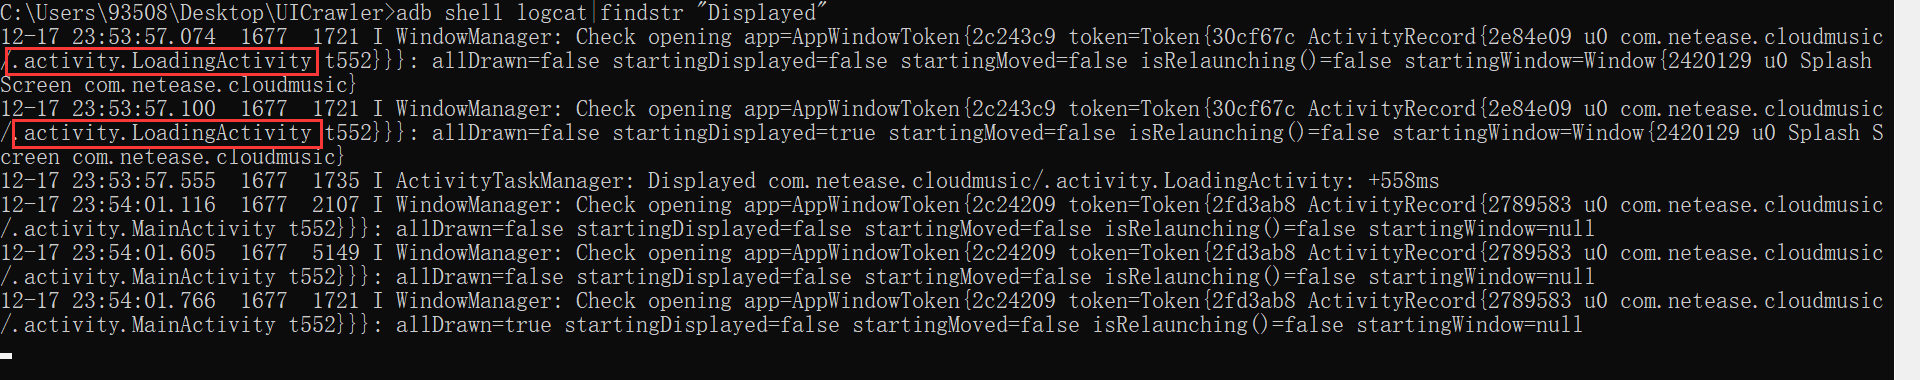 C:\Users\93508\Desktop\UICrawler>adb shell logcat|findstr "Displayed"
12-17 23:53:57.074  1677  1721 I WindowManager: Check opening app=AppWindowToken{2c243c9 token=Token{30cf67c ActivityRecord{2e84e09 u0 com.netease.cloudmusic
/.activity.LoadingActivity t552}}}: allDrawn=false startingDisplayed=false startingMoved=false isRelaunching()=false startingWindow=Window{2420129 u0 Splash
Screen com.netease.cloudmusic}
12-17 23:53:57.100  1677  1721 I WindowManager: Check opening app=AppWindowToken{2c243c9 token=Token{30cf67c ActivityRecord{2e84e09 u0 com.netease.cloudmusic
/.activity.LoadingActivity t552}}}: allDrawn=false startingDisplayed=true startingMoved=false isRelaunching()=false startingWindow=Window{2420129 u0 Splash S
creen com.netease.cloudmusic}
12-17 23:53:57.555  1677  1735 I ActivityTaskManager: Displayed com.netease.cloudmusic/.activity.LoadingActivity: +558ms
12-17 23:54:01.116  1677  2107 I WindowManager: Check opening app=AppWindowToken{2c24209 token=Token{2fd3ab8 ActivityRecord{2789583 u0 com.netease.cloudmusic
/.activity.MainActivity t552}}}: allDrawn=false startingDisplayed=false startingMoved=false isRelaunching()=false startingWindow=null
12-17 23:54:01.605  1677  5149 I WindowManager: Check opening app=AppWindowToken{2c24209 token=Token{2fd3ab8 ActivityRecord{2789583 u0 com.netease.cloudmusic
/.activity.MainActivity t552}}}: allDrawn=false startingDisplayed=false startingMoved=false isRelaunching()=false startingWindow=null
12-17 23:54:01.766  1677  1721 I WindowManager: Check opening app=AppWindowToken{2c24209 token=Token{2fd3ab8 ActivityRecord{2789583 u0 com.netease.cloudmusic
/.activity.MainActivity t552}}}: allDrawn=true startingDisplayed=false startingMoved=false isRelaunching()=false startingWindow=null